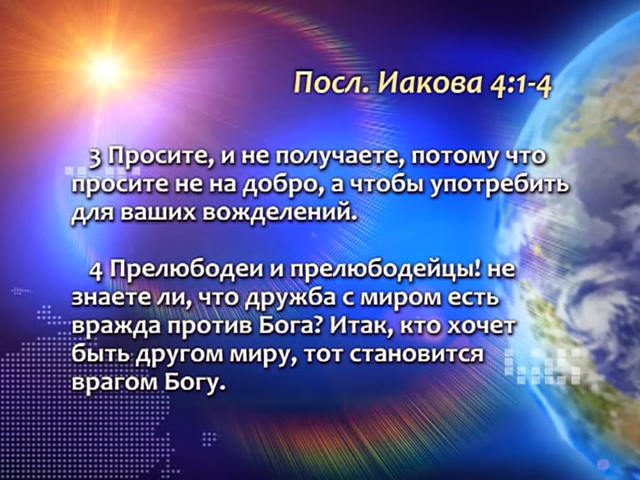 Посл. Иакова 4:1-4
3 Просите, и не получаете, потому что
просите не на добро, а чтобы употребить
для ваших вожделений.
4 Прелюбодеи и прелюбодейцы! не
знаете ли, что дружба с миром есть
вражда против Бога? Итак, кто хочет
быть другом миру, тот становится
врагом Богу.